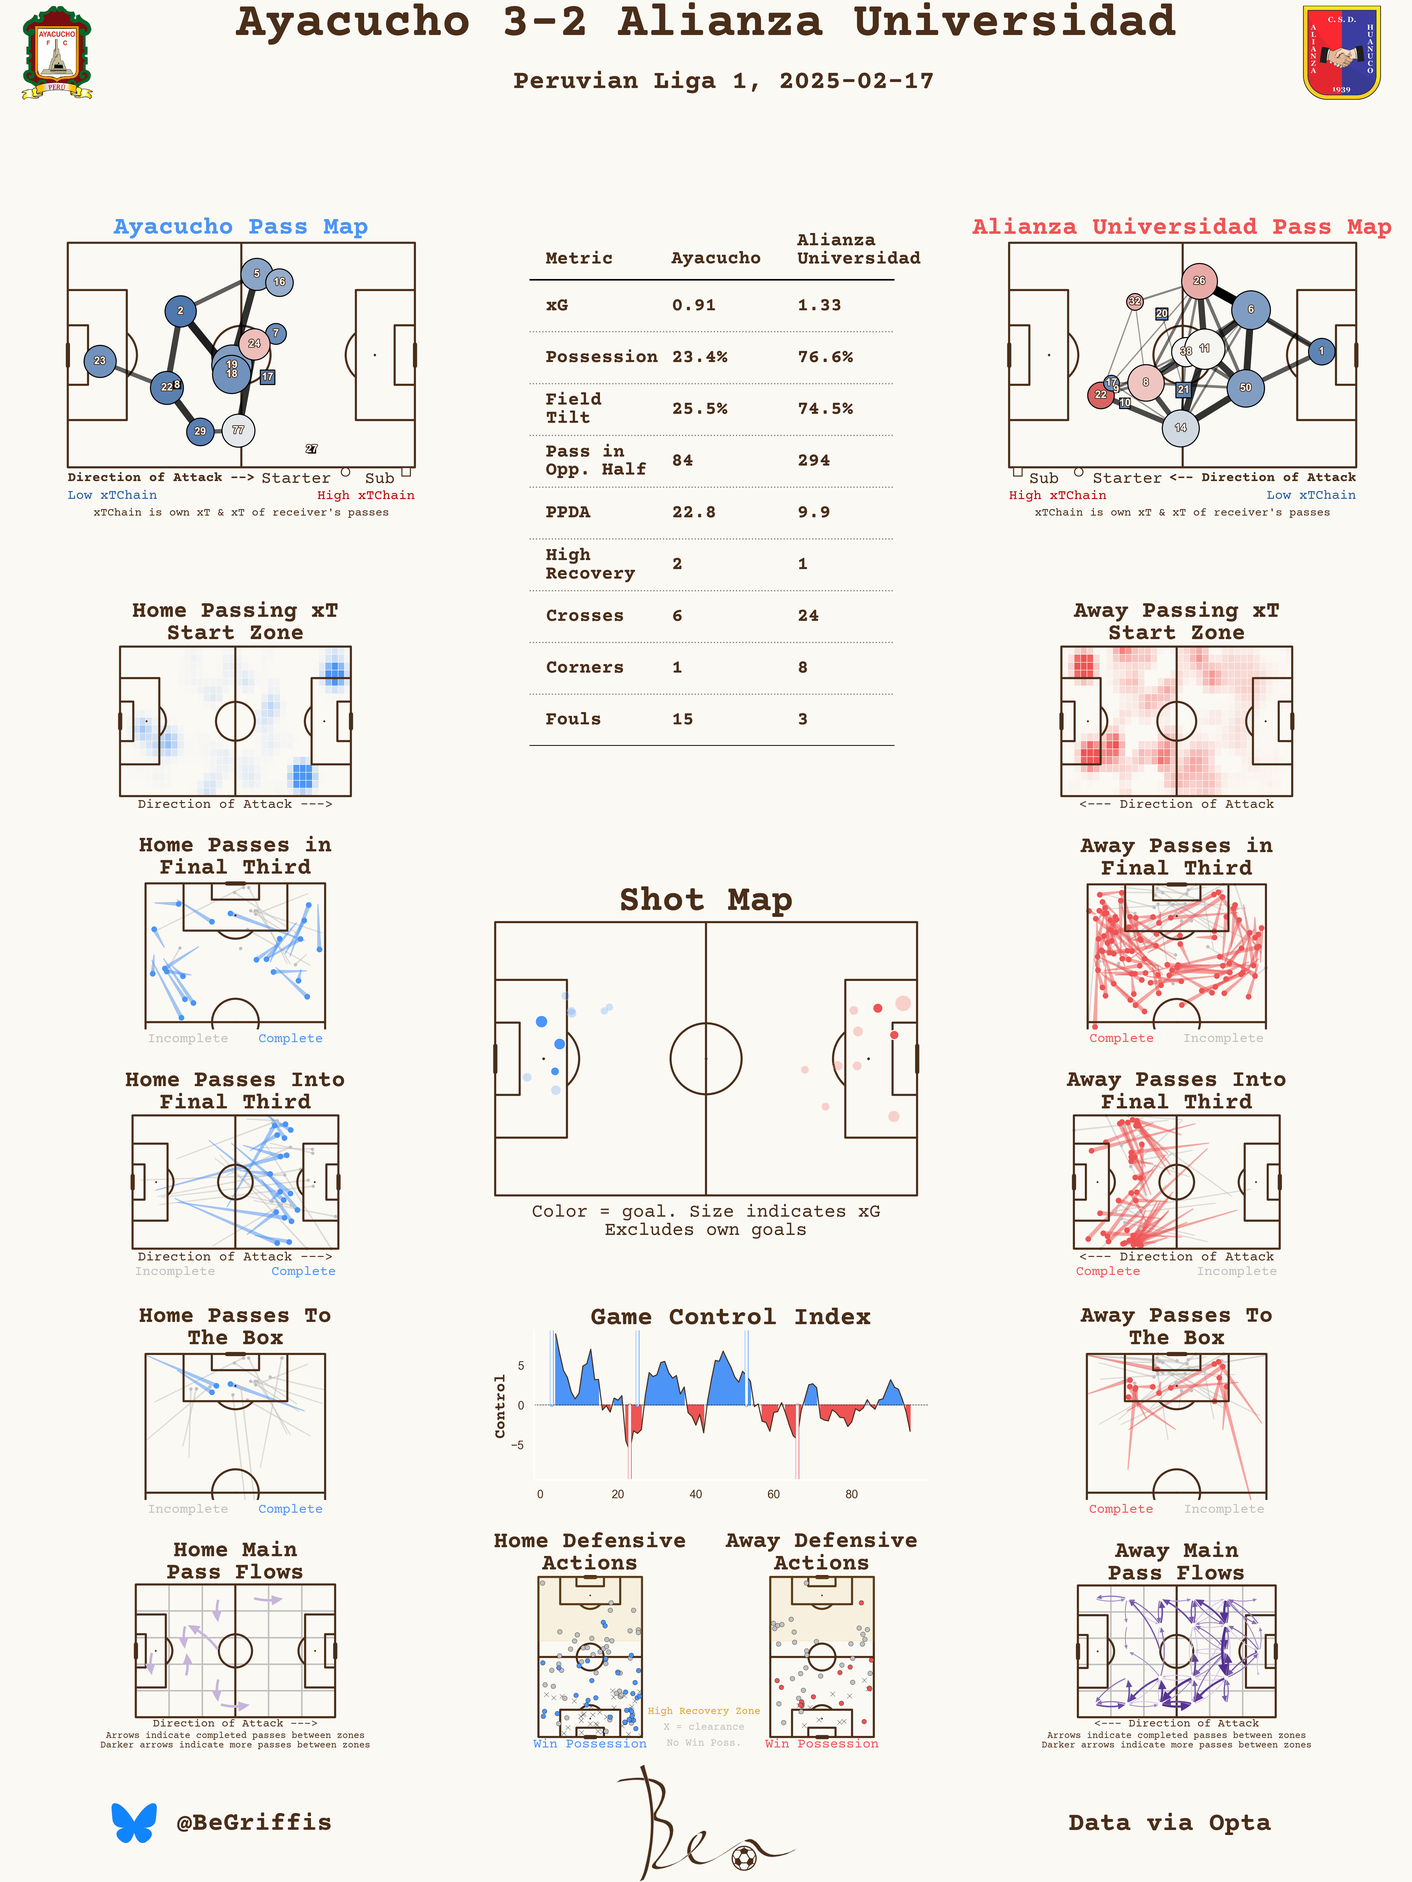 Ayacucho 3-2 Alianza Universidad
Peruvian Liga 1, 2025-02-17
AYACUCHO
F C
PERÚ
C. S. D.
ALIANZA
HUANUCO
1939
Ayacucho Pass Map
5
16
2
7
24
23
19
18
17
22
8
29
77
27
Direction of Attack --> Starter Sub
Low xTChain High xTChain
xTChain is own xT & xT of receiver's passes
Metric Ayacucho Alianza Universidad
xG 0.91 1.33
Possession 23.4% 76.6%
Field Tilt 25.5% 74.5%
Pass in Opp. Half 84 294
PPDA 22.8 9.9
High Recovery 2 1
Crosses 6 24
Corners 1 8
Fouls 15 3
Alianza Universidad Pass Map
26
32
20
6
38
11
1
17
9
8
21
50
22
10
14
Sub Starter <-- Direction of Attack
High xTChain Low xTChain
xTChain is own xT & xT of receiver's passes
Home Passing xT
Start Zone
Direction of Attack --->
Away Passing xT
Start Zone
<--- Direction of Attack
Home Passes in
Final Third
Incomplete Complete
Shot Map
Color = goal. Size indicates xG
Excludes own goals
Away Passes in
Final Third
Complete Incomplete
Home Passes Into
Final Third
Direction of Attack --->
Incomplete Complete
Away Passes Into
Final Third
<--- Direction of Attack
Complete Incomplete
Home Passes To
The Box
Incomplete Complete
Game Control Index
Control
5
0
−5
0 20 40 60 80
Away Passes To
The Box
Complete Incomplete
Home Main
Pass Flows
Direction of Attack --->
Arrows indicate completed passes between zones
Darker arrows indicate more passes between zones
Home Defensive
Actions
Win Possession
Away Defensive
Actions
Win Possession
High Recovery Zone
X = clearance
No Win Poss.
Away Main
Pass Flows
<--- Direction of Attack
Arrows indicate completed passes between zones
Darker arrows indicate more passes between zones
@BeGriffis
Ben
Data via Opta